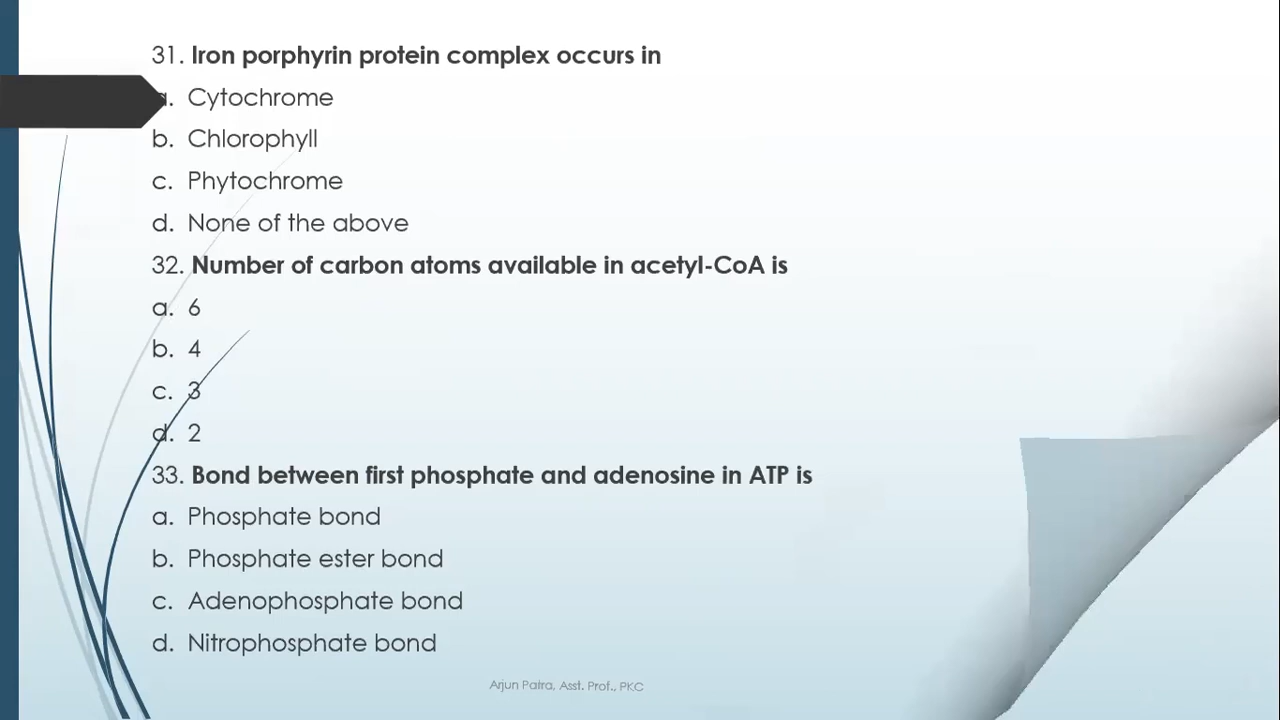 31. Iron porphyrin protein complex occurs in
a. Cytochrome
b. Chlorophyll
c. Phytochrome
d. None of the above
32. Number of carbon atoms available in acetyl-CoA is
a. 6
b. 4
c. 3
d. 2
33. Bond between first phosphate and adenosine in ATP is
a. Phosphate bond
b. Phosphate ester bond
c. Adenophosphate bond
d. Nitrophosphate bond
Arjun Patra, Asst. Prof., PKC